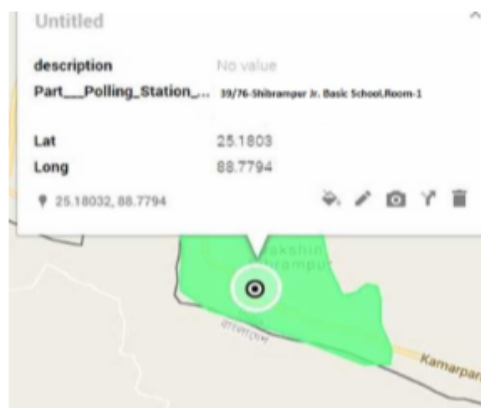 Untitled
description No value
Part___Polling_Station_... 39/76-Shibrampur Jr. Basic School,Room-1
Lat 25.1803
Long 88.7794
25.18032, 88.7794
Kamarpar